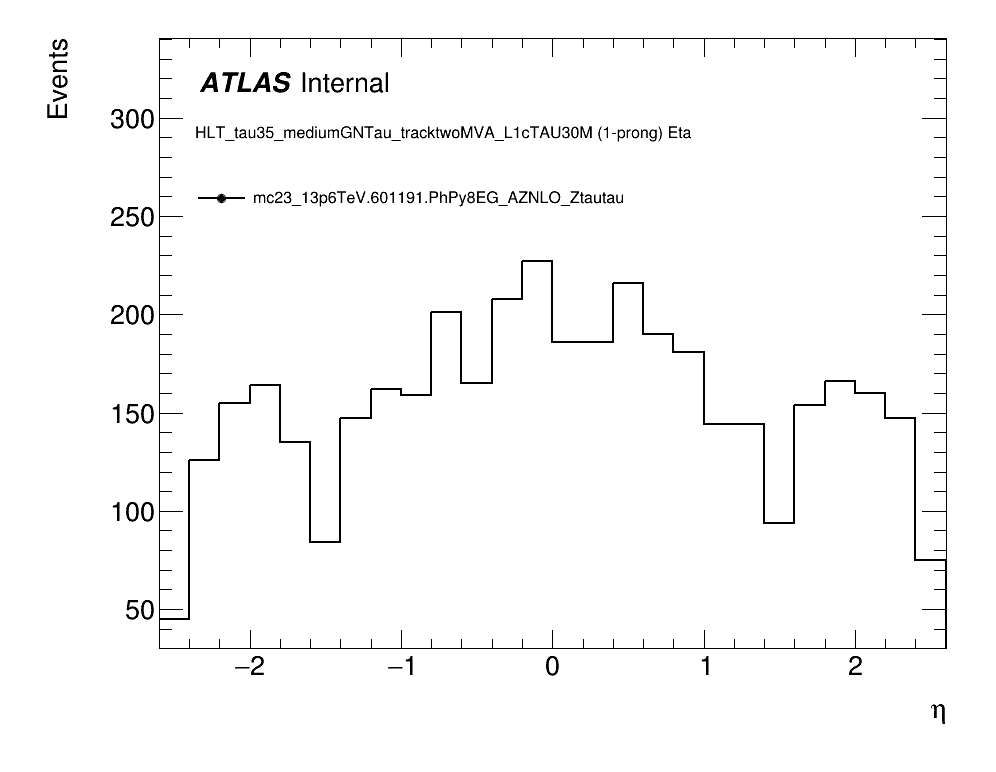 Events
ATLAS Internal
HLT_tau35_mediumGNTau_tracktwoMVA_L1cTAU30M (1-prong) Eta
mc23_13p6TeV.601191.PhPy8EG_AZNLO_Ztautau
300
250
200
150
100
50
−2 −1 0 1 2
η